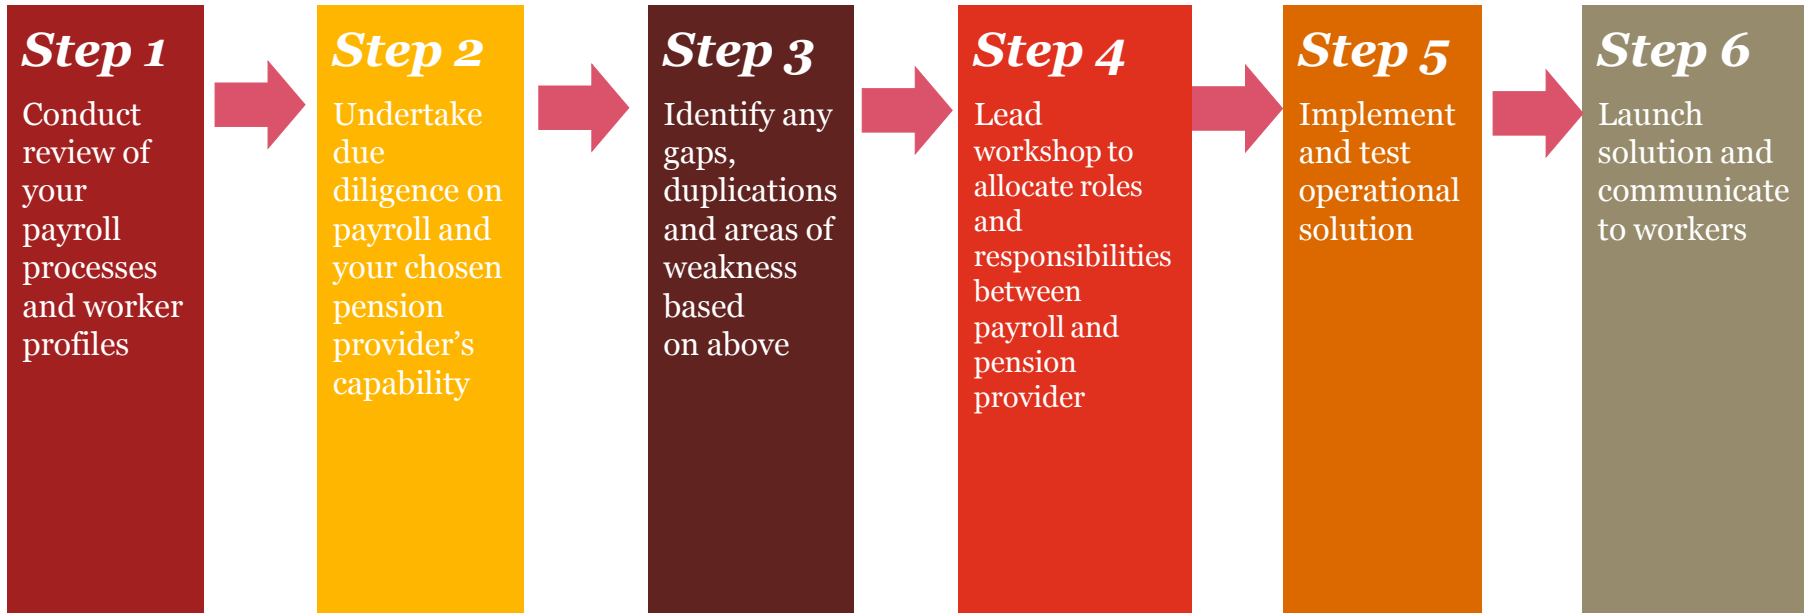 Step 1
Conduct
review of
your
payroll
processes
and worker
profiles
Step 2
Undertake
due
diligence on
payroll and
your chosen
pension
provider’s
capability
Step 3
Identify any
gaps,
duplications
and areas of
weakness
based
on above
Step 4
Lead
workshop to
allocate roles
and
responsibilities
between
payroll and
pension
provider
Step 5
Implement
and test
operational
solution
Step 6
Launch
solution and
communicate
to workers